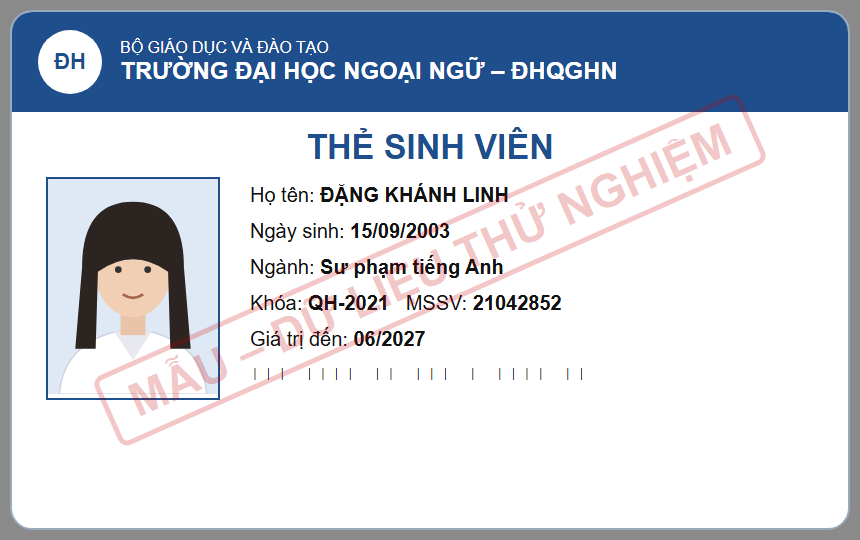 ĐH
BỘ GIÁO DỤC VÀ ĐÀO TẠO
TRƯỜNG ĐẠI HỌC NGOẠI NGỮ – ĐHQGHN
THẺ SINH VIÊN
Họ tên: ĐẶNG KHÁNH LINH
Ngày sinh: 15/09/2003
Ngành: Sư phạm tiếng Anh
Khóa: QH-2021 MSSV: 21042852
Giá trị đến: 06/2027
MẪU – DỮ LIỆU THỬ NGHIỆM